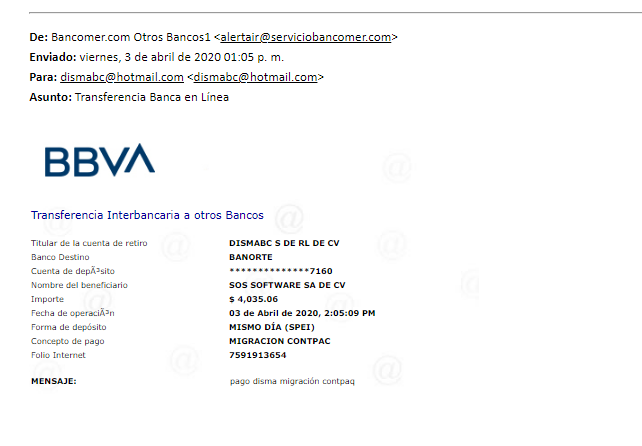 De: Bancomer.com Otros Bancos1 <alertair@serviciobancomer.com>
Enviado: viernes, 3 de abril de 2020 01:05 p. m.
Para: dismabc@hotmail.com <dismabc@hotmail.com>
Asunto: Transferencia Banca en Línea
BBVA
Transferencia Interbancaria a otros Bancos
Titular de la cuenta de retiro DISMABC S DE RL DE CV
Banco Destino BANORTE
Cuenta de depÃ³sito **************7160
Nombre del beneficiario SOS SOFTWARE SA DE CV
Importe $ 4,035.06
Fecha de operaciÃ³n 03 de Abril de 2020, 2:05:09 PM
Forma de depósito MISMO DÍA (SPEI)
Concepto de pago MIGRACION CONTPAC
Folio Internet 7591913654
MENSAJE: pago disma migración contpaq